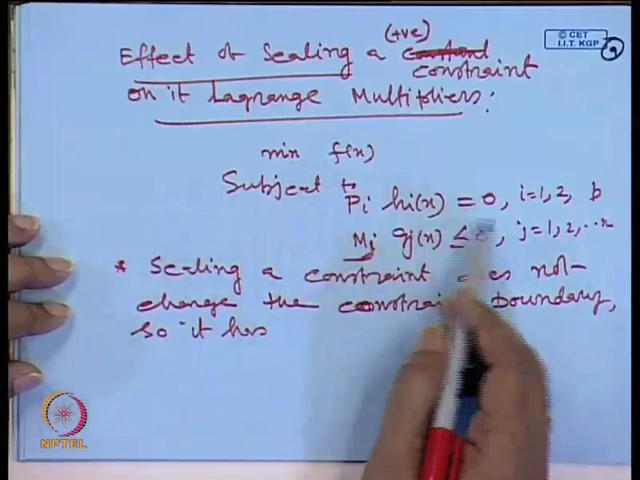 (+ve)
Effect of Scaling a constraint
on it Lagrange Multipliers:
min f(x)
Subject to
Pi hi(x) = 0, i=1,2, p
Mj gj(x) ≤ 0, j=1,2,..n
* Scaling a constraint does not
change the constrai boundary,
so it has
© CET
I.I.T. KGP
NPTEL